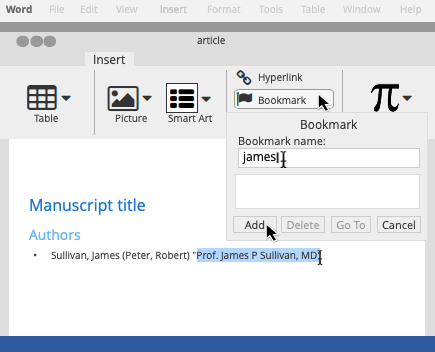 Word File Edit View Insert Format Tools Table Window Help
article
Insert
Hyperlink
Bookmark
π
Table Picture Smart Art
Bookmark
Bookmark name:
james
Add Delete Go To Cancel
Manuscript title
Authors
• Sullivan, James (Peter, Robert) "Prof. James P Sullivan, MD